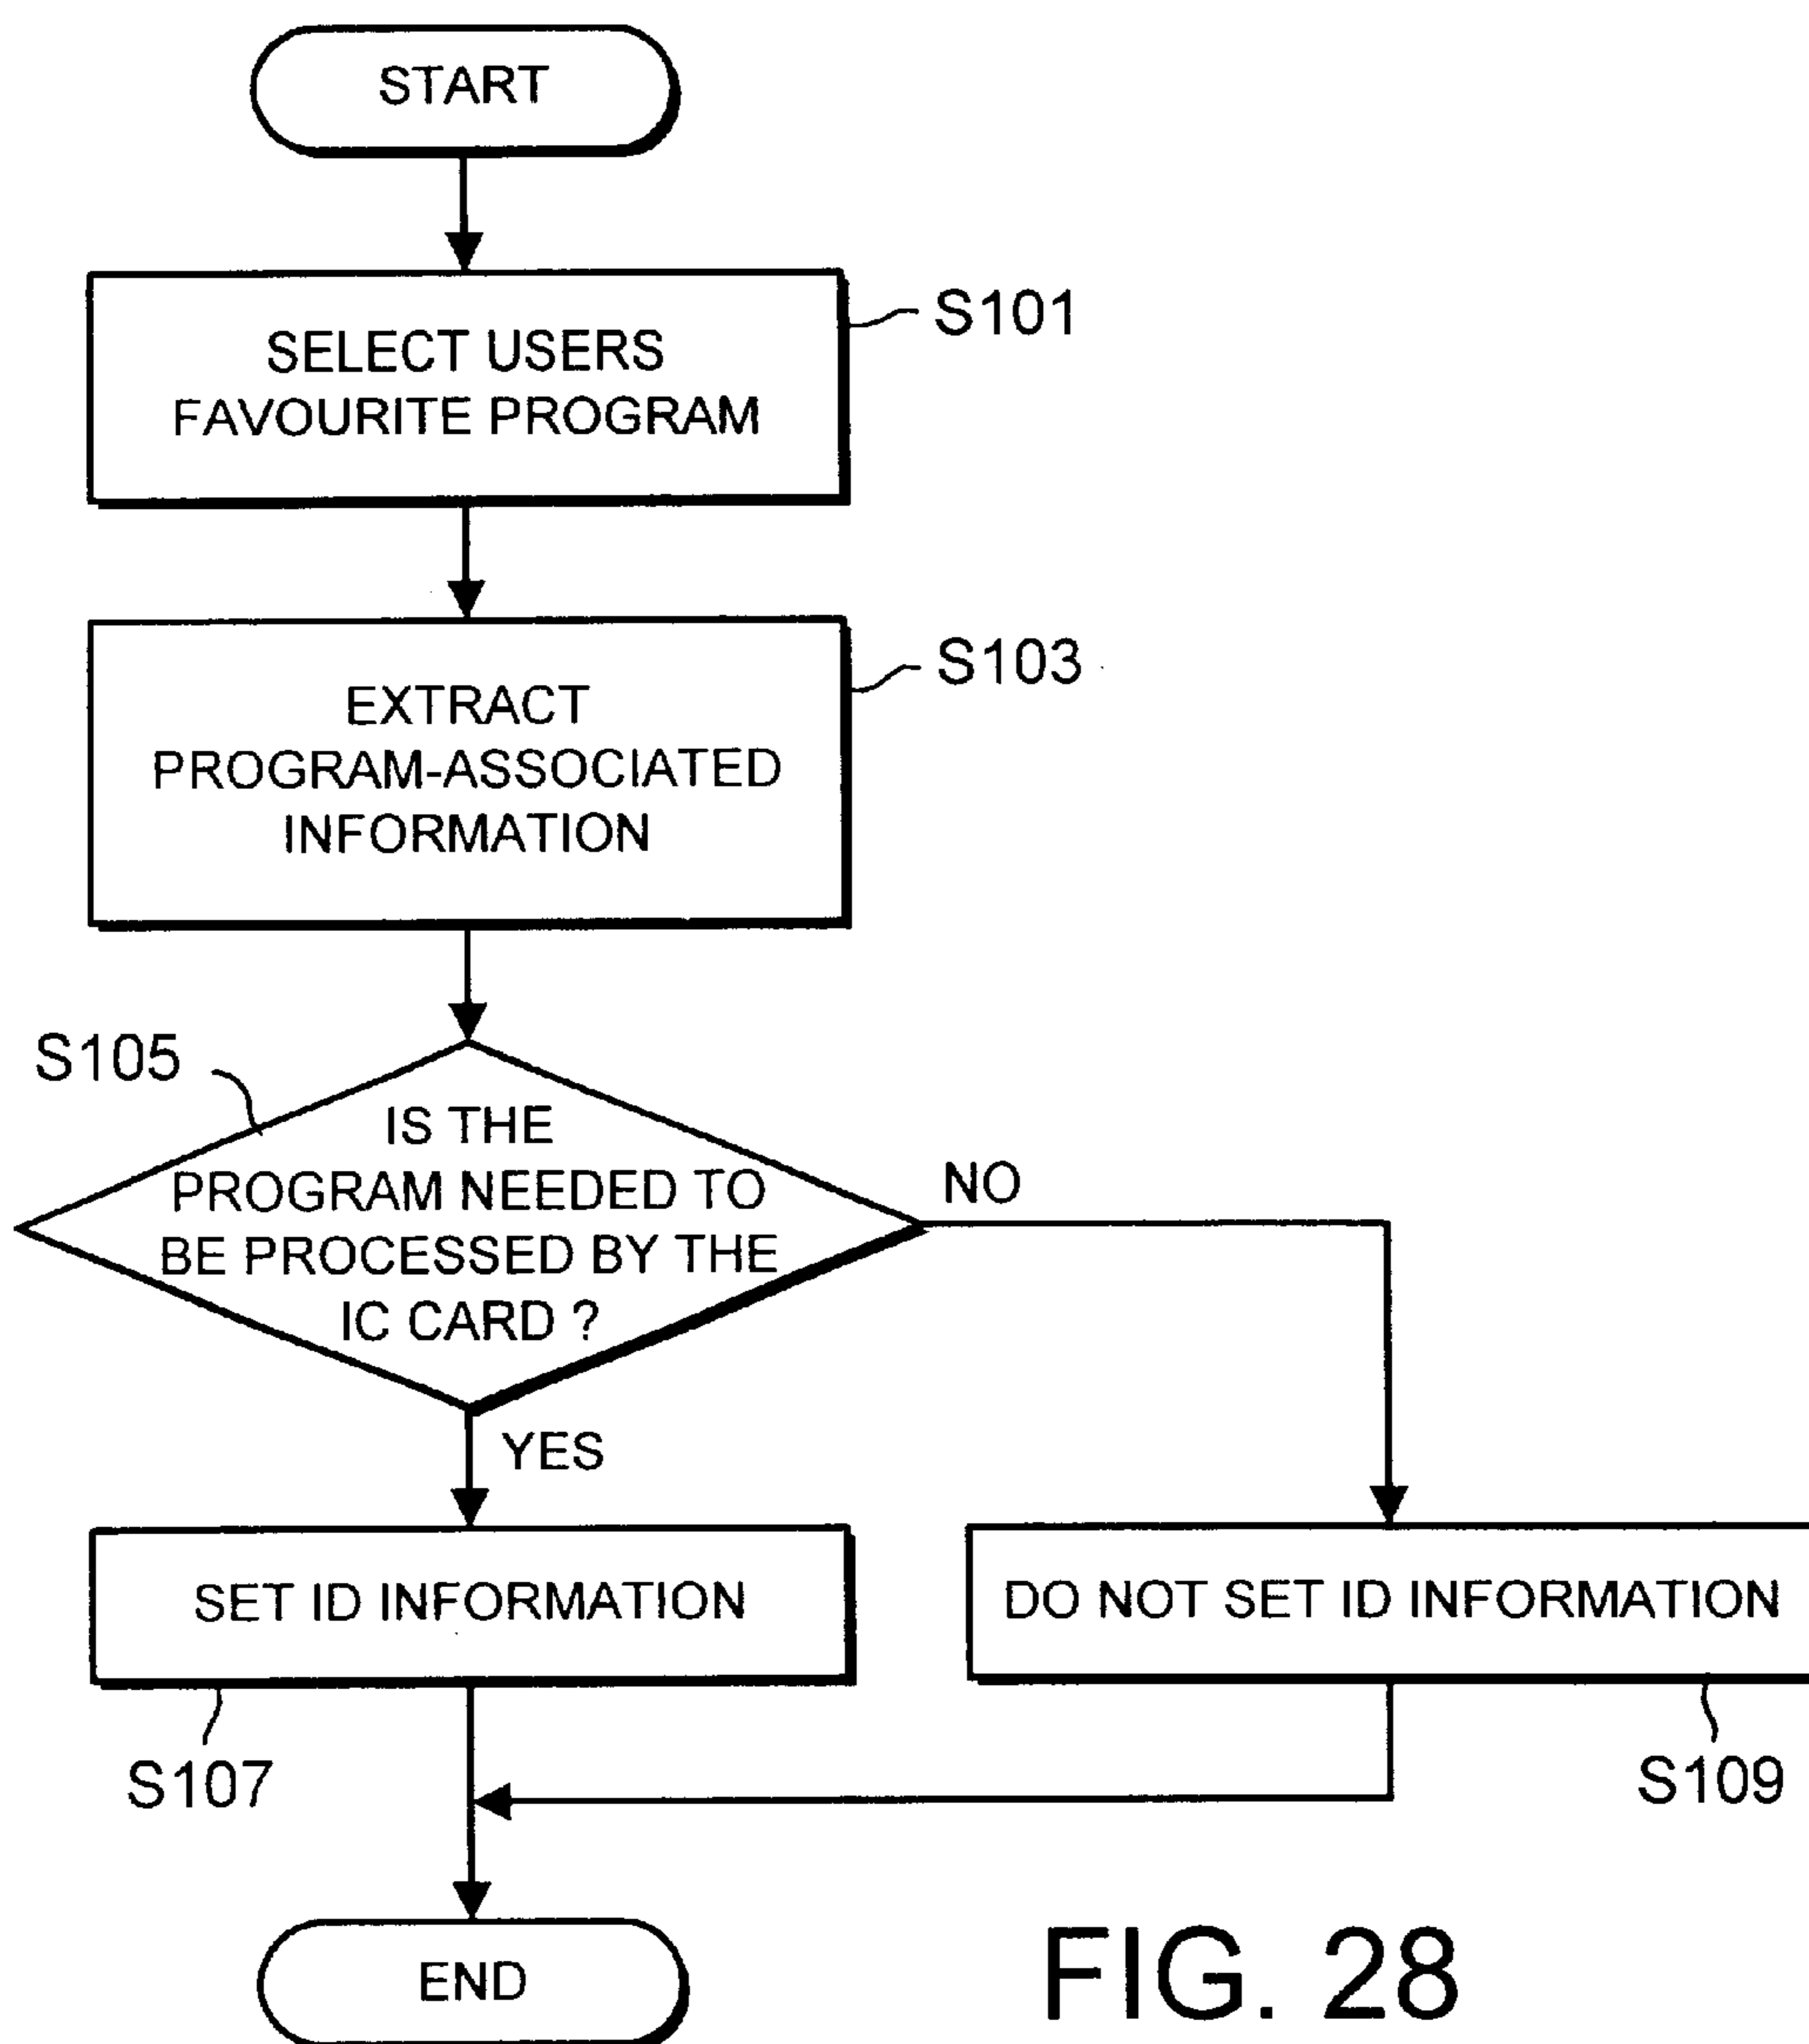 START
SELECT USERS
FAVOURITE PROGRAM
S101
EXTRACT
PROGRAM-ASSOCIATED
INFORMATION
S103
S105
IS THE
PROGRAM NEEDED TO
BE PROCESSED BY THE
IC CARD ?
NO
YES
SET ID INFORMATION
DO NOT SET ID INFORMATION
S107
S109
END
FIG. 28